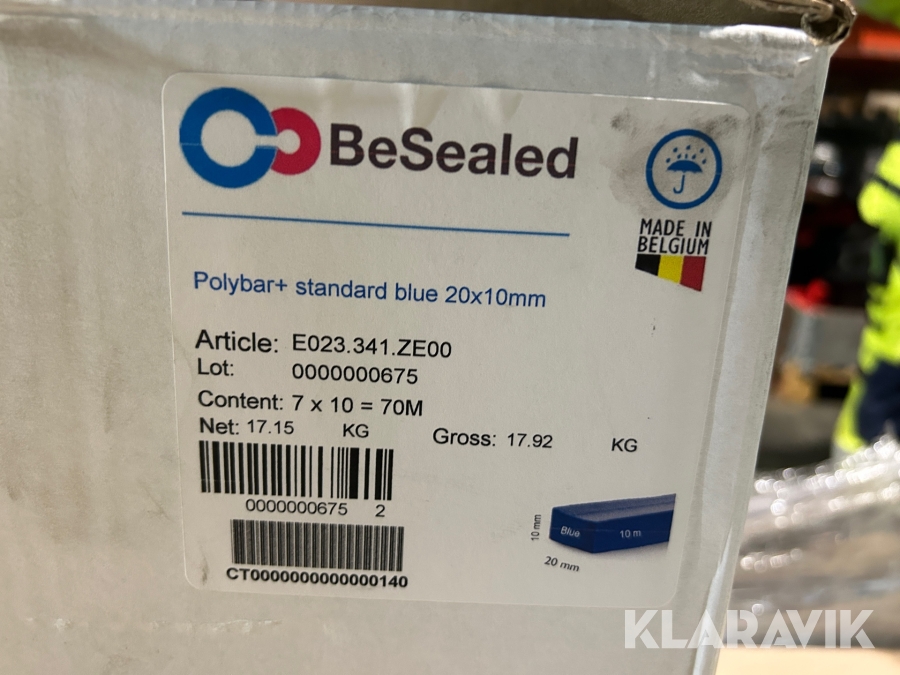 BeSealed
MADE IN
BELGIUM
Polybar+ standard blue 20x10mm
Article: E023.341.ZE00
Lot: 0000000675
Content: 7 x 10 = 70M
Net: 17.15 KG Gross: 17.92 KG
0000000675 2
CT0000000000000140
10 mm
Blue
10 m
20 mm
KLARAVIK